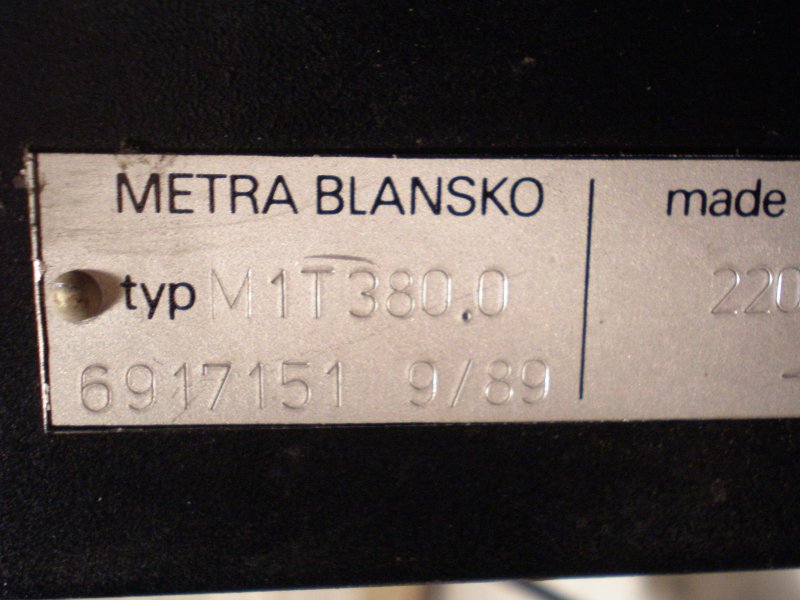 METRA BLANSKO made
typ M1T380.0 220
6917151 9/89 -